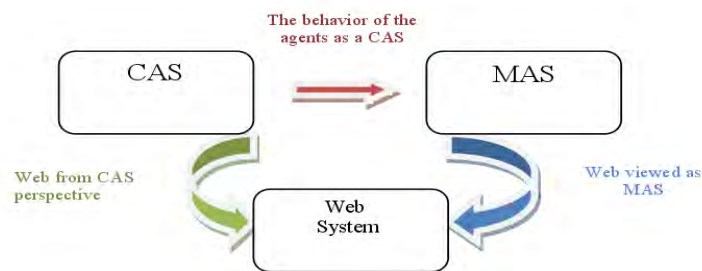 The behavior of the
agents as a CAS
CAS
MAS
Web from CAS
perspective
Web viewed as
MAS
Web
System